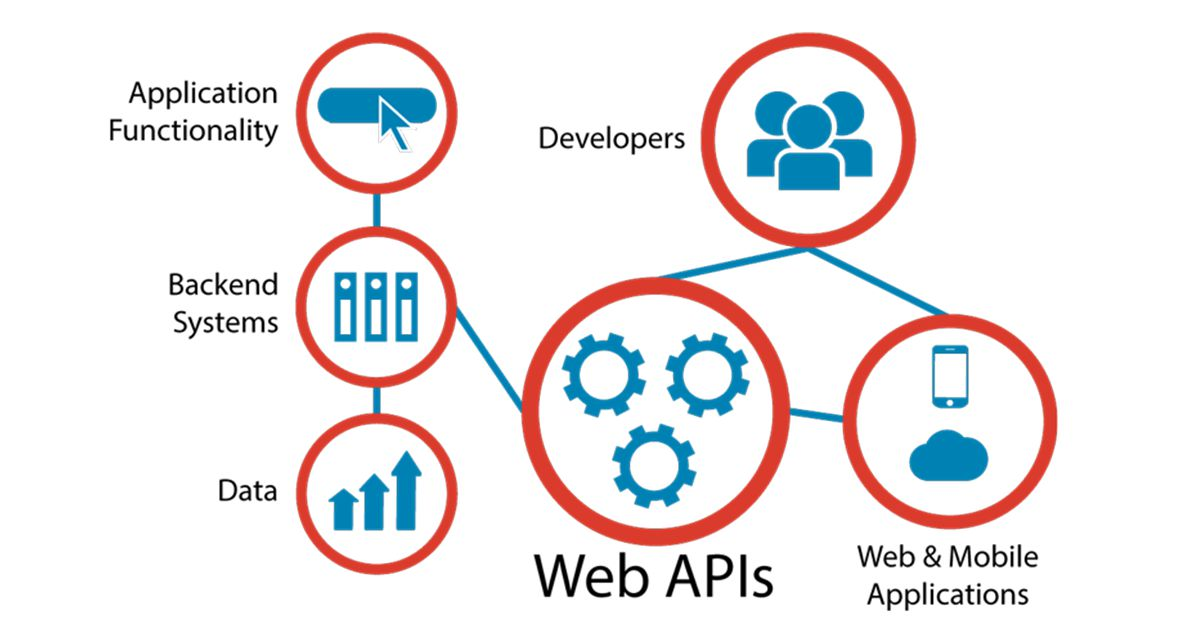 Application
Functionality
Developers
Backend
Systems
Data
Web APIs
Web & Mobile
Applications